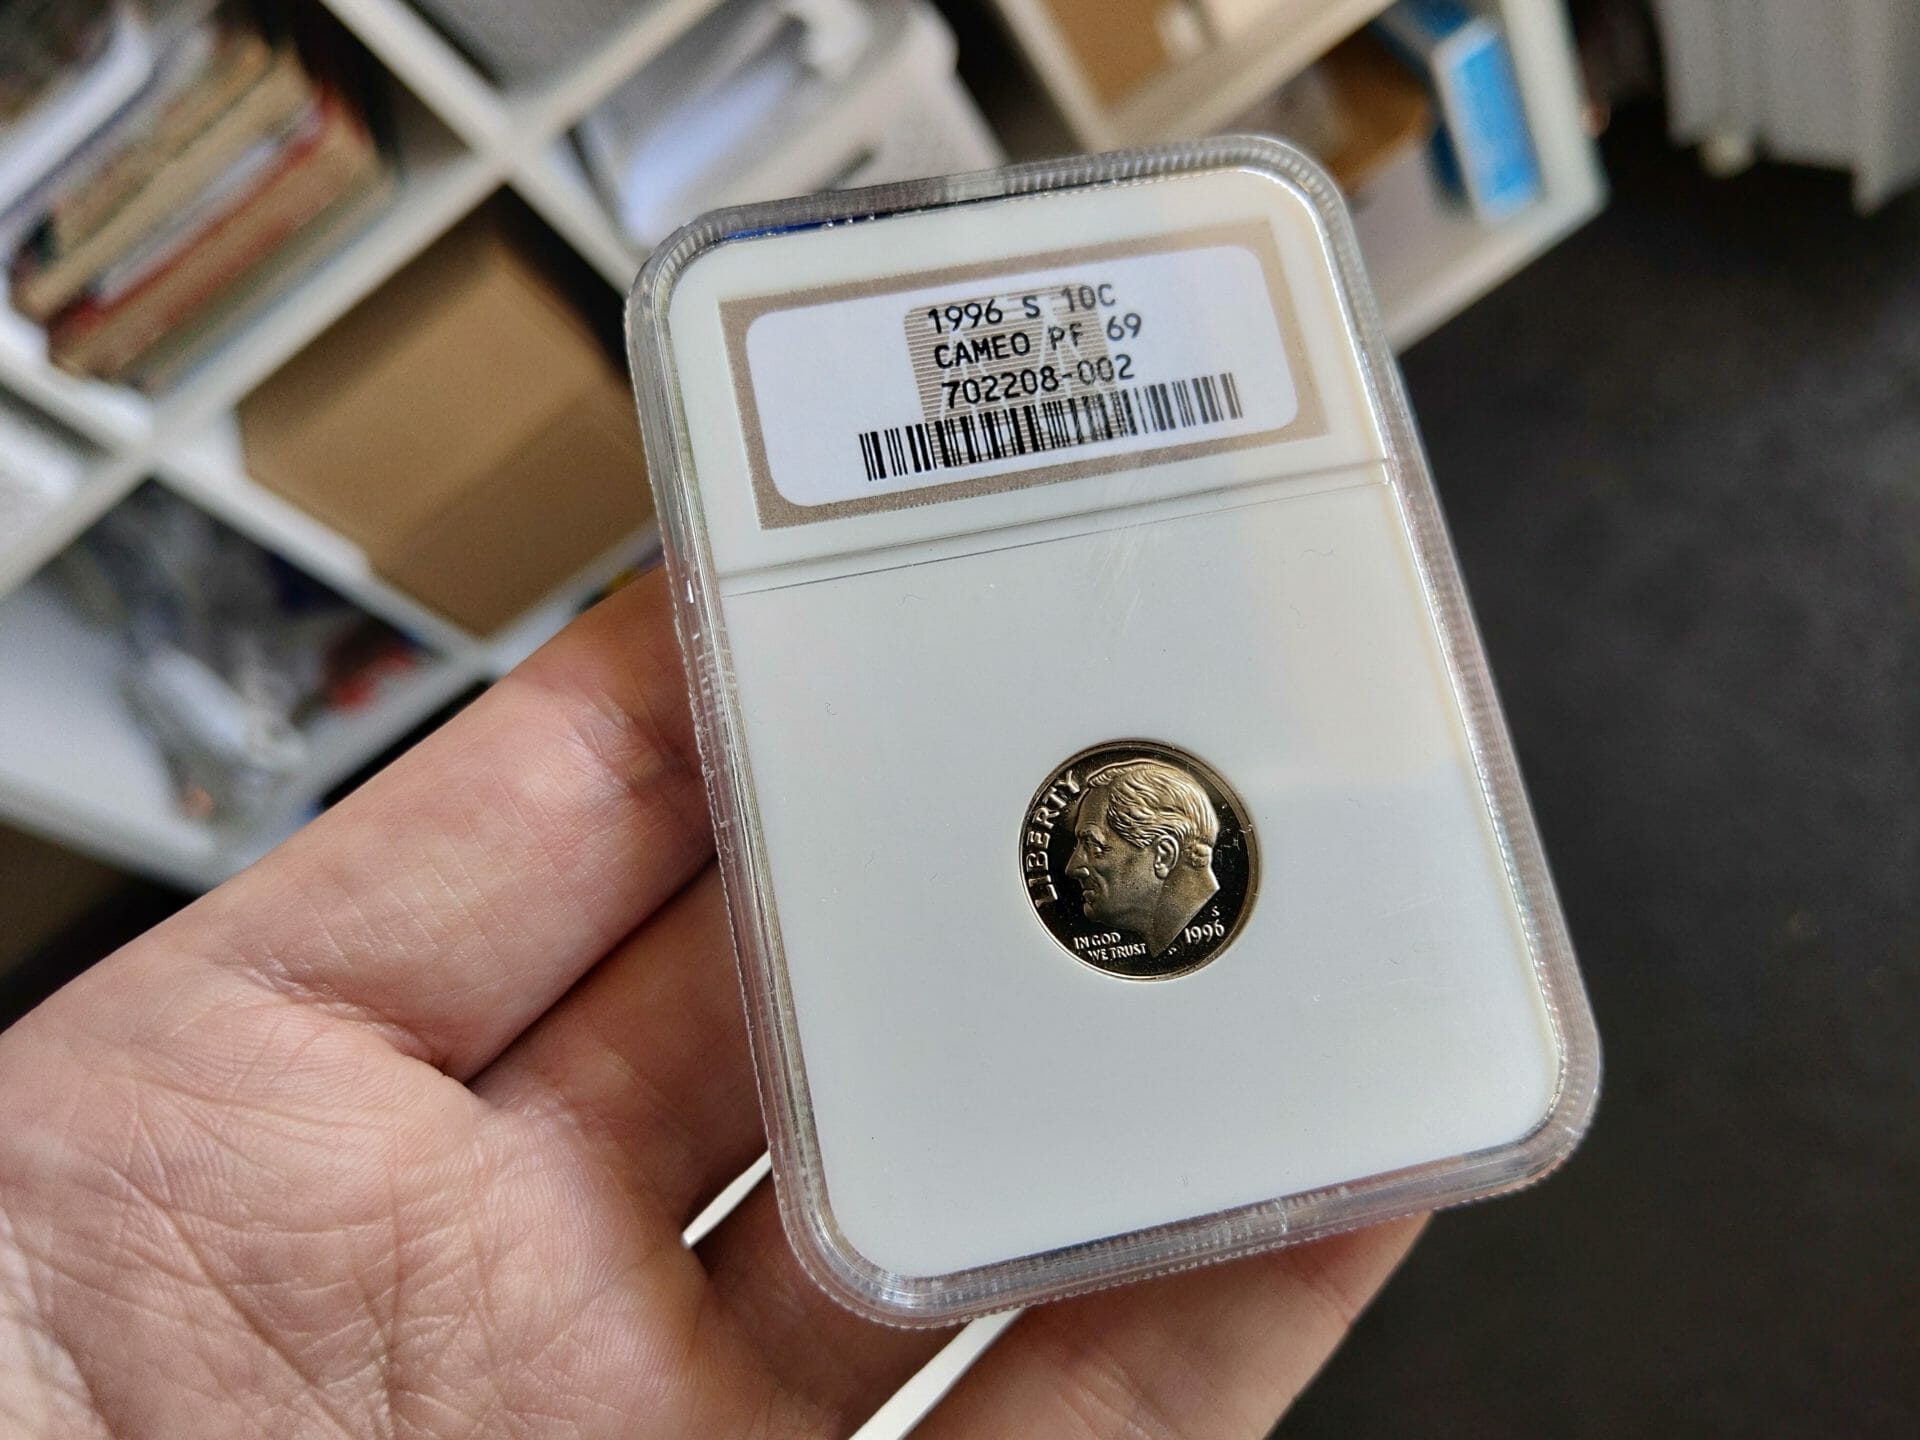 1996 S 10C
CAMEO PF 69
702208-002
LIBERTY
IN GOD
WE TRUST
S
1996